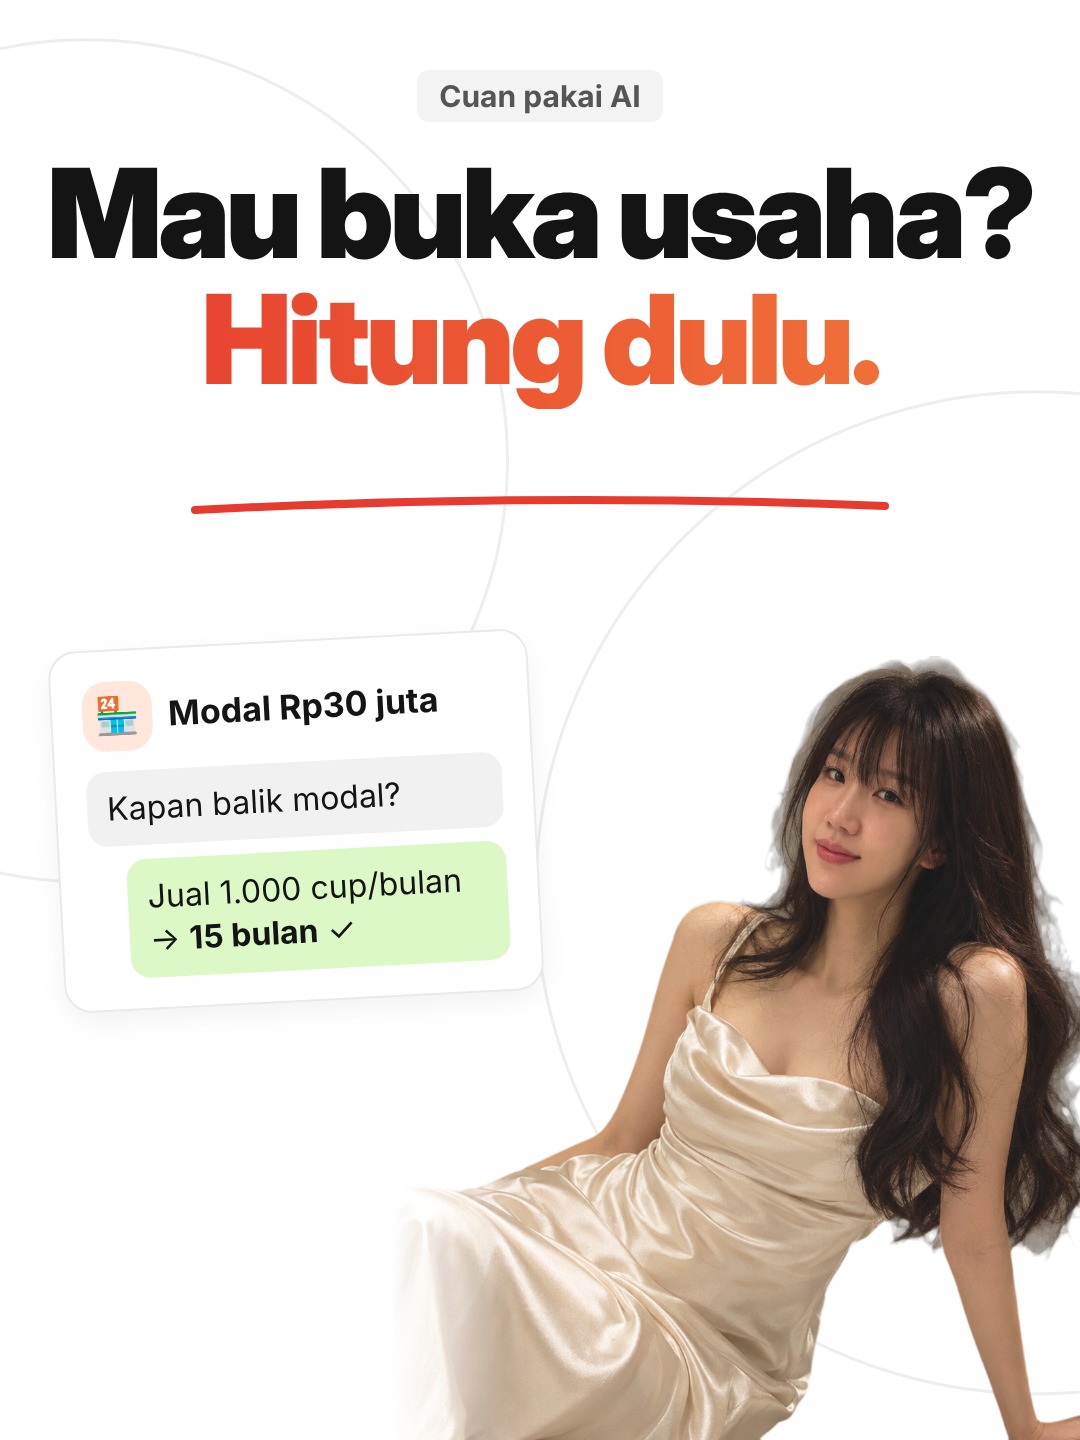 Cuan pakai AI
Mau buka usaha?
Hitung dulu.
24
Modal Rp30 juta
Kapan balik modal?
Jual 1.000 cup/bulan
→ 15 bulan ✓